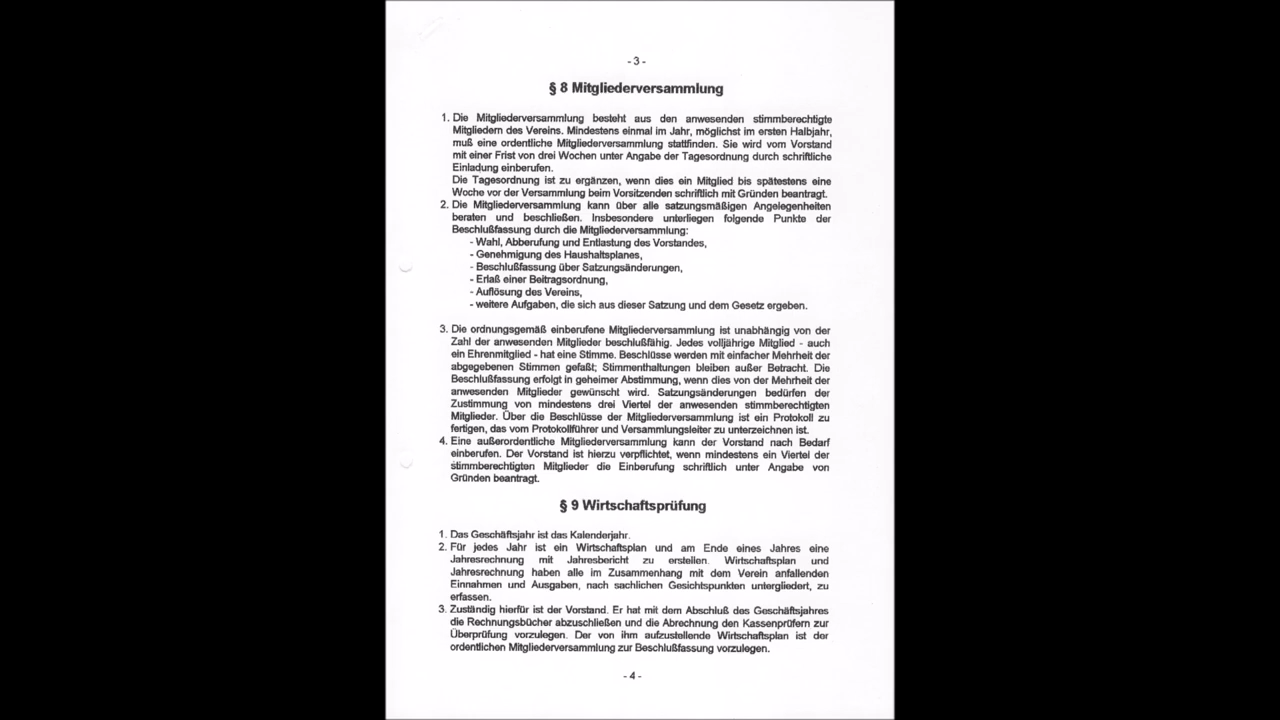 - 3 -
§ 8 Mitgliederversammlung
1. Die Mitgliederversammlung besteht aus den anwesenden stimmberechtigte
Mitgliedern des Vereins. Mindestens einmal im Jahr, möglichst im ersten Halbjahr,
muß eine ordentliche Mitgliederversammlung stattfinden. Sie wird vom Vorstand
mit einer Frist von drei Wochen unter Angabe der Tagesordnung durch schriftliche
Einladung einberufen.
Die Tagesordnung ist zu ergänzen, wenn dies ein Mitglied bis spätestens eine
Woche vor der Versammlung beim Vorsitzenden schriftlich mit Gründen beantragt.
2. Die Mitgliederversammlung kann über alle satzungsmäßigen Angelegenheiten
beraten und beschließen. Insbesondere unterliegen folgende Punkte der
Beschlußfassung durch die Mitgliederversammlung:
- Wahl, Abberufung und Entlastung des Vorstandes,
- Genehmigung des Haushaltsplanes,
- Beschlußfassung über Satzungsänderungen,
- Erlaß einer Beitragsordnung,
- Auflösung des Vereins,
- weitere Aufgaben, die sich aus dieser Satzung und dem Gesetz ergeben.
3. Die ordnungsgemäß einberufene Mitgliederversammlung ist unabhängig von der
Zahl der anwesenden Mitglieder beschlußfähig. Jedes volljährige Mitglied - auch
ein Ehrenmitglied - hat eine Stimme. Beschlüsse werden mit einfacher Mehrheit der
abgegebenen Stimmen gefaßt; Stimmenthaltungen bleiben außer Betracht. Die
Beschlußfassung erfolgt in geheimer Abstimmung, wenn dies von der Mehrheit der
anwesenden Mitglieder gewünscht wird. Satzungsänderungen bedürfen der
Zustimmung von mindestens drei Viertel der anwesenden stimmberechtigten
Mitglieder. Über die Beschlüsse der Mitgliederversammlung ist ein Protokoll zu
fertigen, das vom Protokollführer und Versammlungsleiter zu unterzeichnen ist.
4. Eine außerordentliche Mitgliederversammlung kann der Vorstand nach Bedarf
einberufen. Der Vorstand ist hierzu verpflichtet, wenn mindestens ein Viertel der
stimmberechtigten Mitglieder die Einberufung schriftlich unter Angabe von
Gründen beantragt.
§ 9 Wirtschaftsprüfung
1. Das Geschäftsjahr ist das Kalenderjahr.
2. Für jedes Jahr ist ein Wirtschaftsplan und am Ende eines Jahres eine
Jahresrechnung mit Jahresbericht zu erstellen. Wirtschaftsplan und
Jahresrechnung haben alle im Zusammenhang mit dem Verein anfallenden
Einnahmen und Ausgaben, nach sachlichen Gesichtspunkten untergliedert, zu
erfassen.
3. Zuständig hierfür ist der Vorstand. Er hat mit dem Abschluß des Geschäftsjahres
die Rechnungsbücher abzuschließen und die Abrechnung den Kassenprüfern zur
Überprüfung vorzulegen. Der von ihm aufzustellende Wirtschaftsplan ist der
ordentlichen Mitgliederversammlung zur Beschlußfassung vorzulegen.
- 4 -